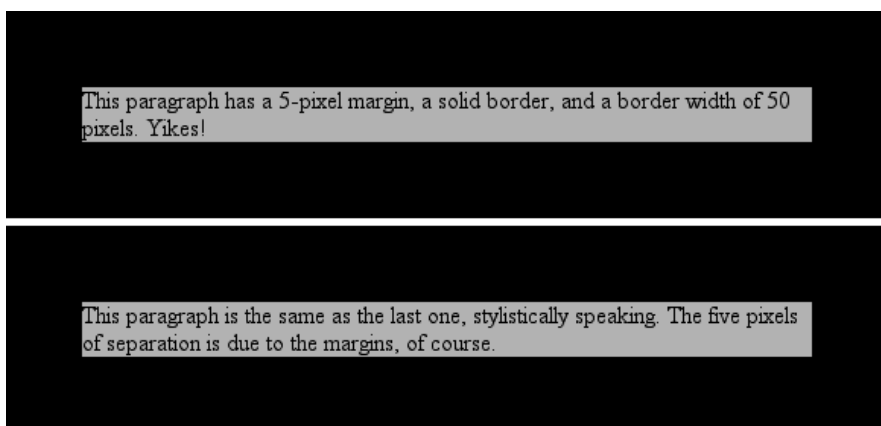 This paragraph has a 5-pixel margin, a solid border, and a border width of 50
pixels. Yikes!
This paragraph is the same as the last one, stylistically speaking. The five pixels
of separation is due to the margins, of course.